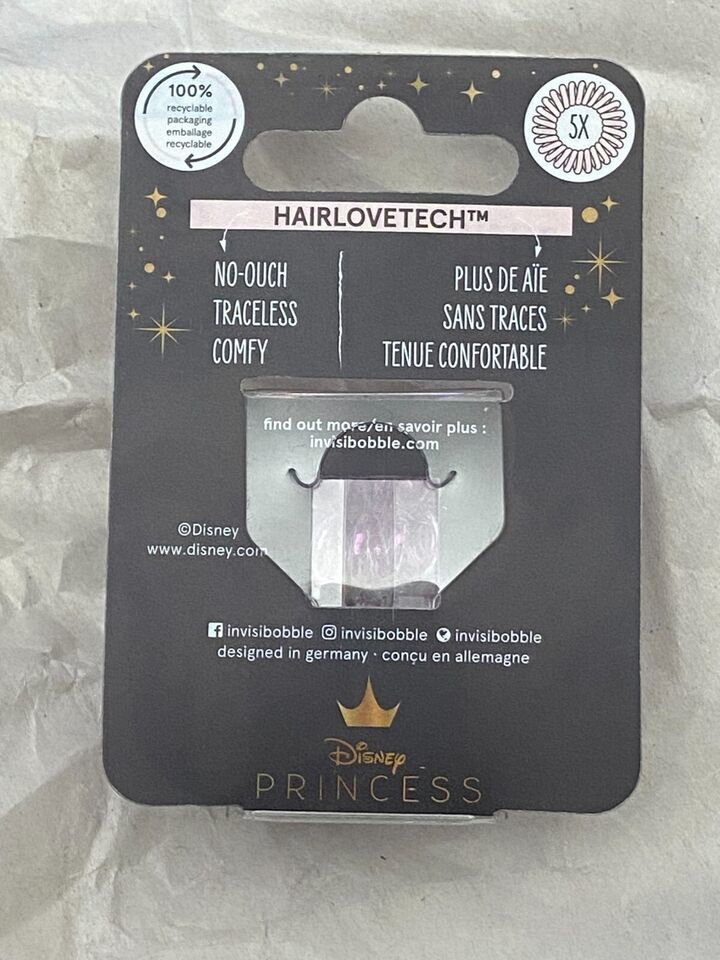 100%
recyclable
packaging
emballage
recyclable
5X
HAIRLOVETECH™
NO-OUCH
TRACELESS
COMFY
PLUS DE AÏE
SANS TRACES
TENUE CONFORTABLE
find out more/en savoir plus :
invisibobble.com
©Disney
www.disney.com
invisibobble invisibobble invisibobble
designed in germany · conçu en allemagne
Disney
PRINCESS